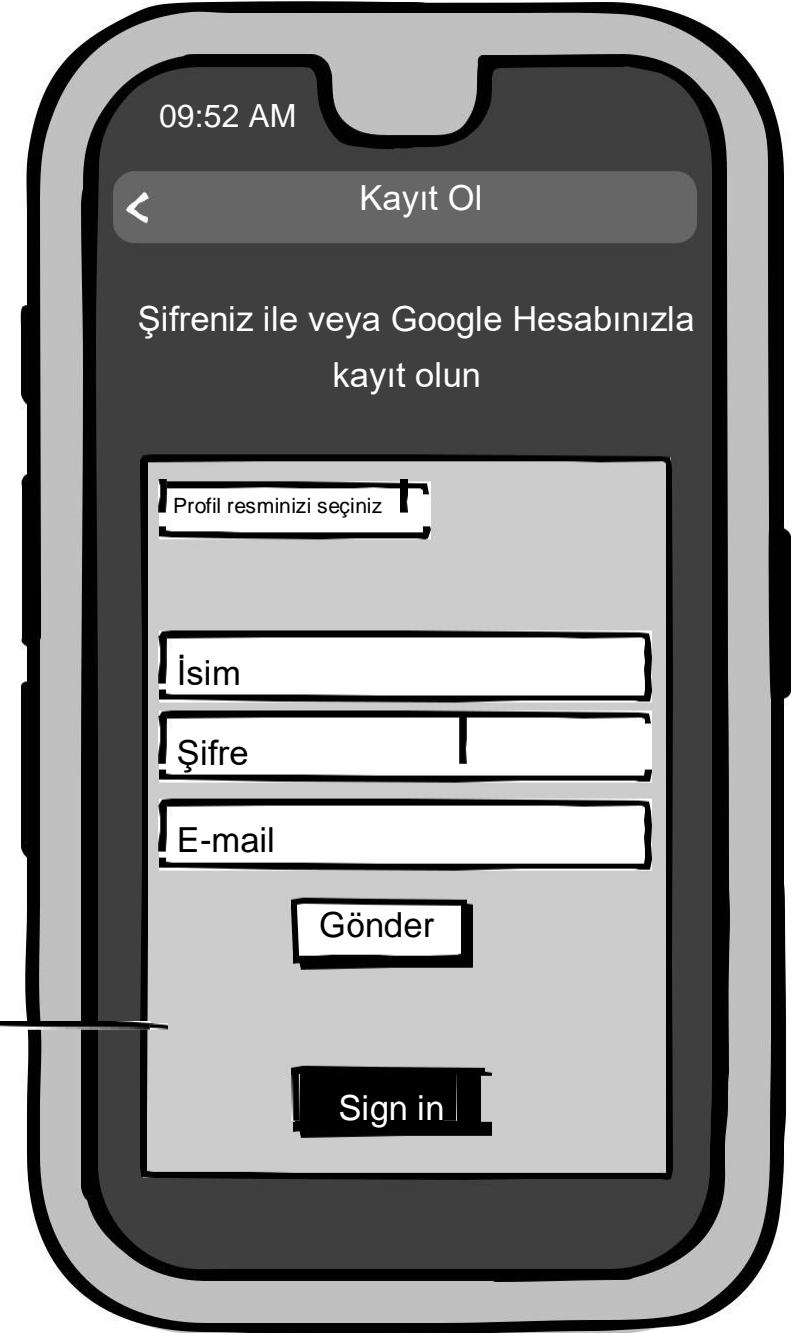 09:52 AM
Kayıt Ol
Şifreniz ile veya Google Hesabınızla
kayıt olun
Profil resminizi seçiniz
İsim
Şifre
E-mail
Gönder
Sign in